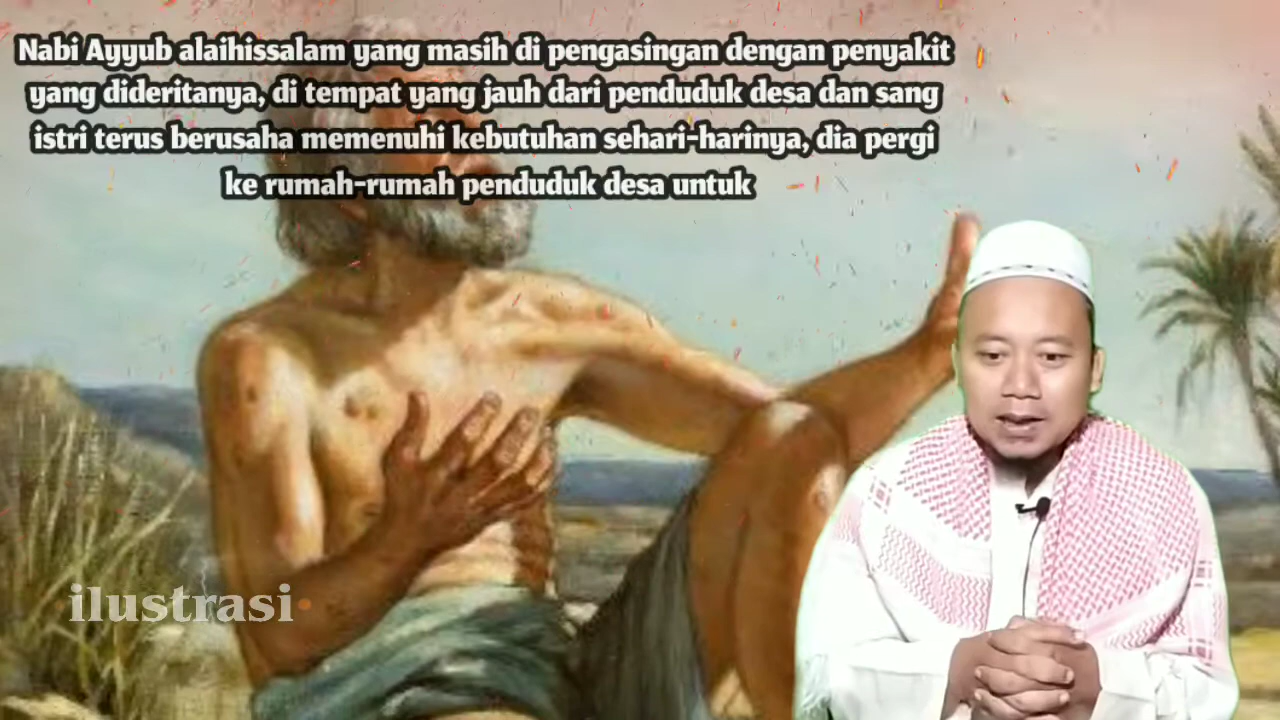 Nabi Ayyub alaihissalam yang masih di pengasingan dengan penyakit
yang dideritanya, di tempat yang jauh dari penduduk desa dan sang
istri terus berusaha memenuhi kebutuhan sehari-harinya, dia pergi
ke rumah-rumah penduduk desa untuk
ilustrasi